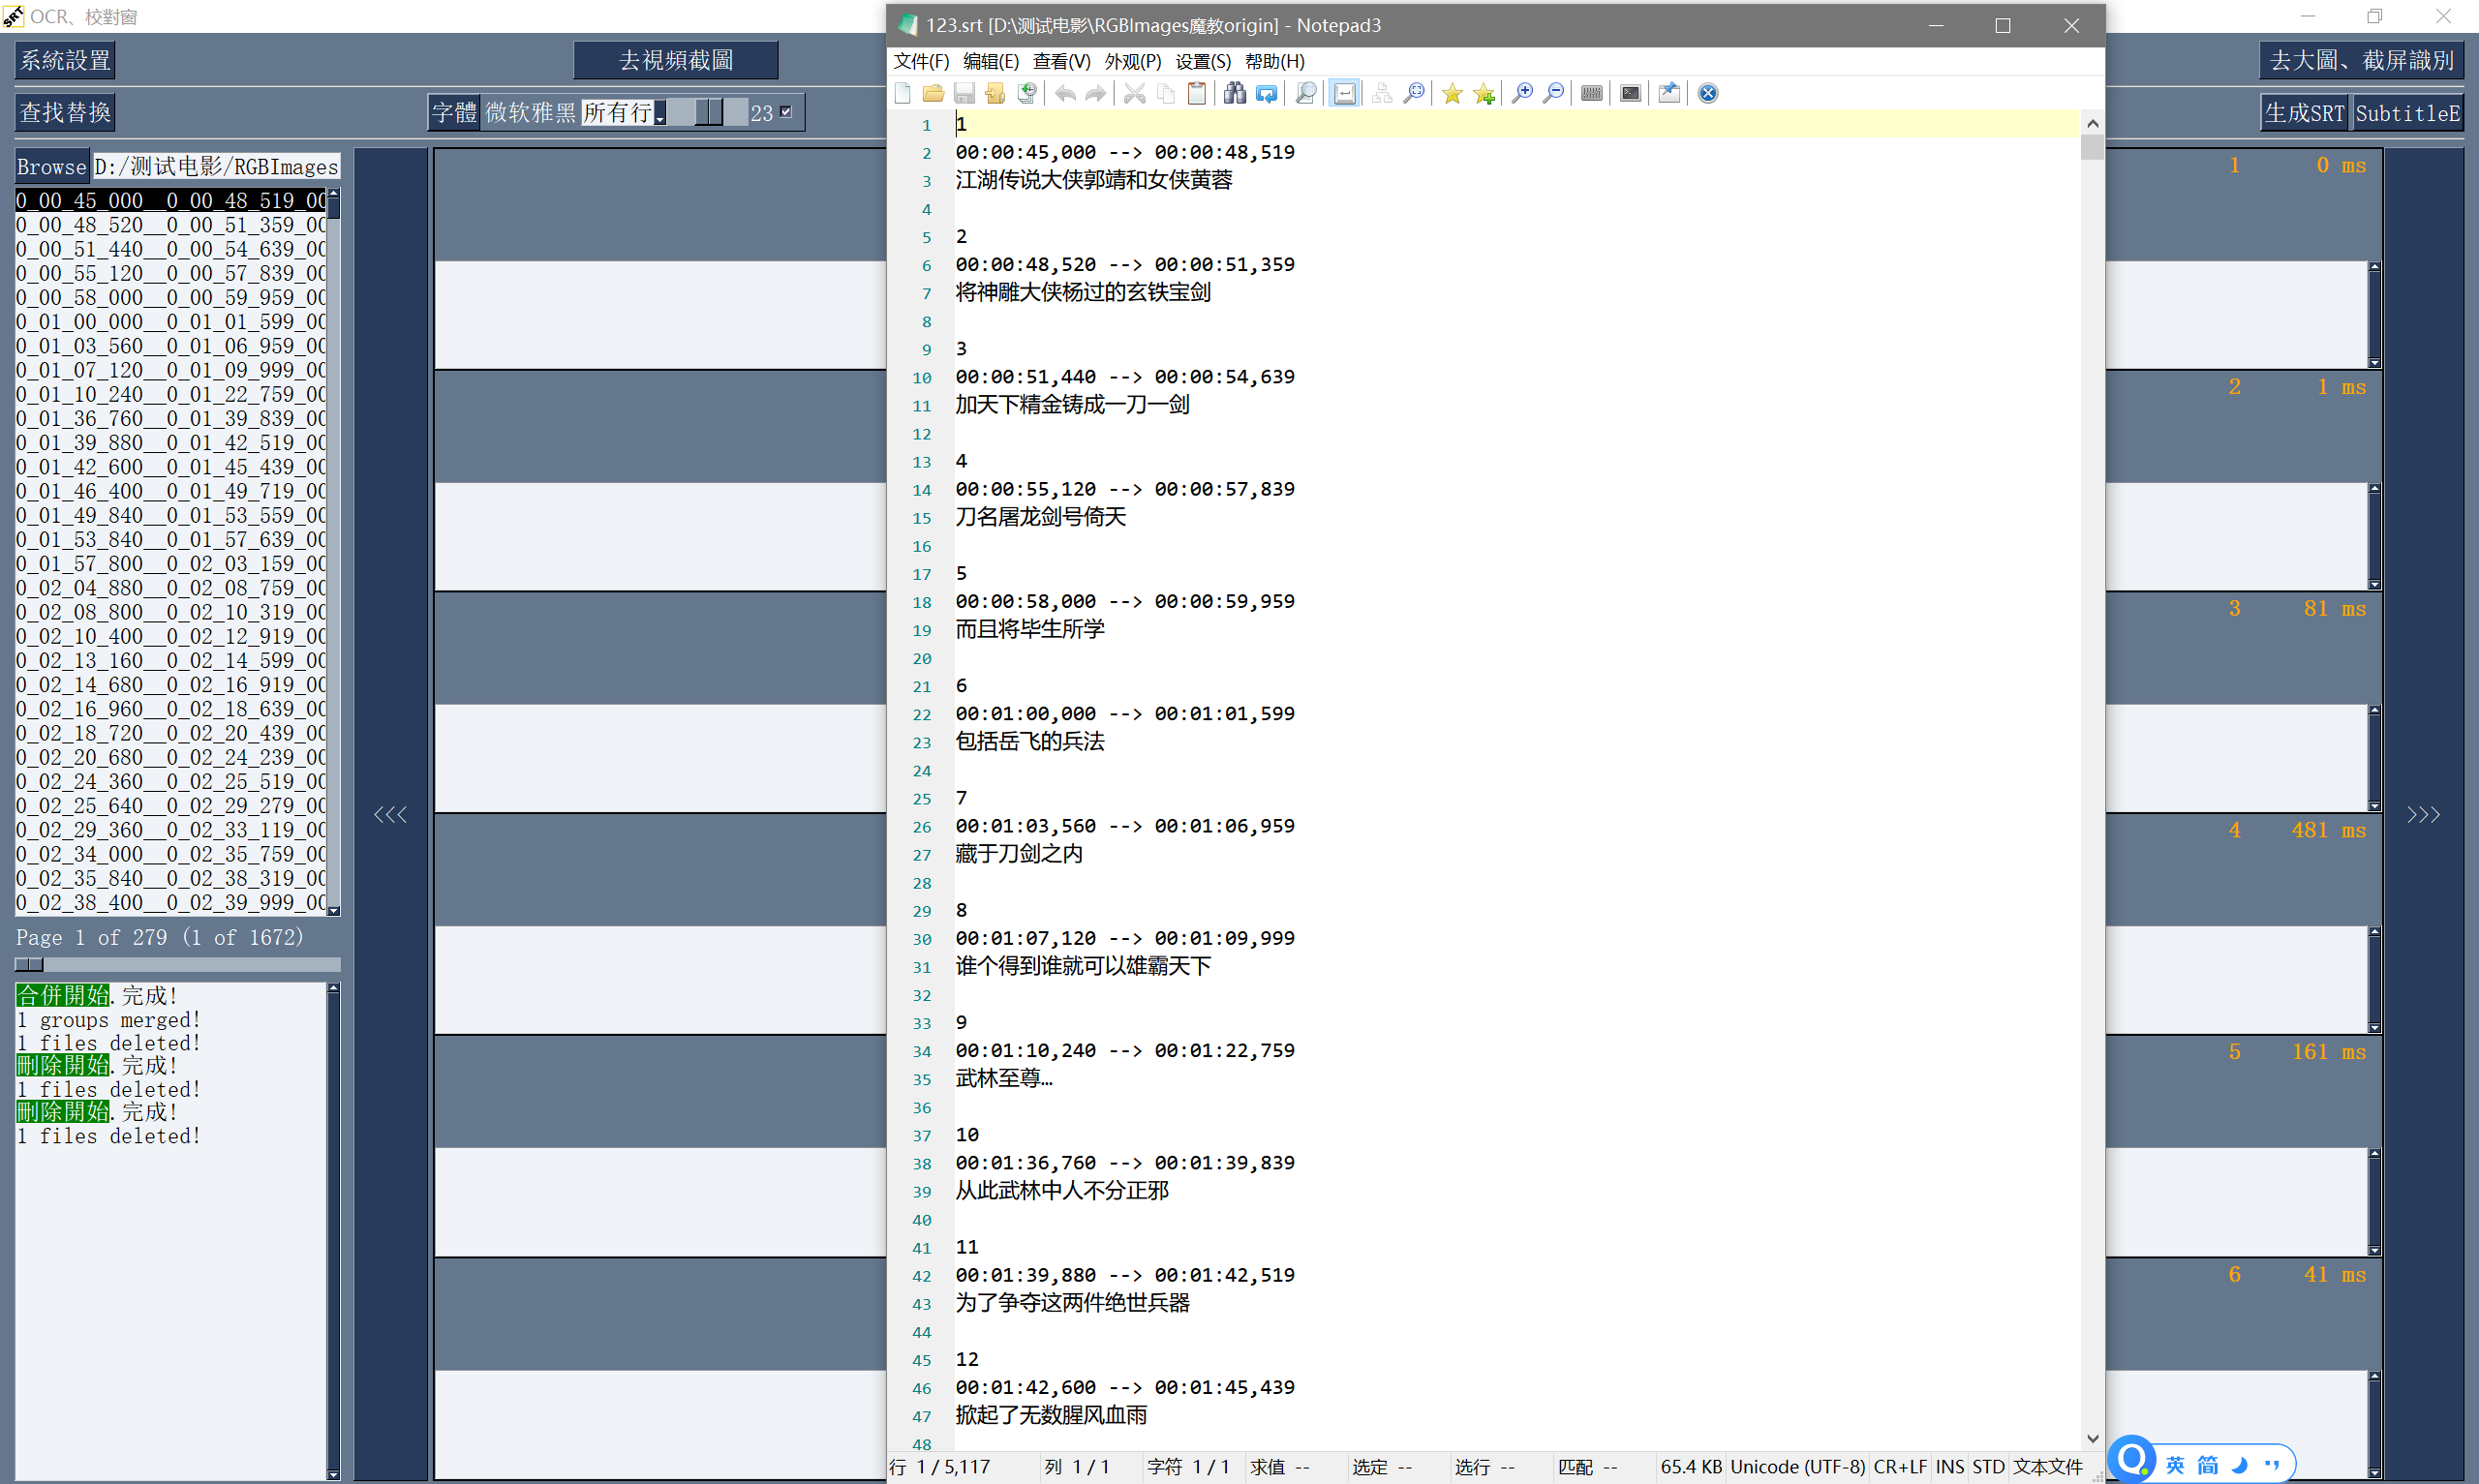 OCR、校對窗
系統設置
去視頻截圖
去大圖、截屏識別
查找替換
字體 微软雅黑 所有行 23
生成SRT SubtitleE
Browse D:/测试电影/RGBImages
0_00_45_000__0_00_48_519_00
0_00_48_520__0_00_51_359_00
0_00_51_440__0_00_54_639_00
0_00_55_120__0_00_57_839_00
0_00_58_000__0_00_59_959_00
0_01_00_000__0_01_01_599_00
0_01_03_560__0_01_06_959_00
0_01_07_120__0_01_09_999_00
0_01_10_240__0_01_22_759_00
0_01_36_760__0_01_39_839_00
0_01_39_880__0_01_42_519_00
0_01_42_600__0_01_45_439_00
0_01_46_400__0_01_49_719_00
0_01_49_840__0_01_53_559_00
0_01_53_840__0_01_57_639_00
0_01_57_800__0_02_03_159_00
0_02_04_880__0_02_08_759_00
0_02_08_800__0_02_10_319_00
0_02_10_400__0_02_12_919_00
0_02_13_160__0_02_14_599_00
0_02_14_680__0_02_16_919_00
0_02_16_960__0_02_18_639_00
0_02_18_720__0_02_20_439_00
0_02_20_680__0_02_24_239_00
0_02_24_360__0_02_25_519_00
0_02_25_640__0_02_29_279_00
0_02_29_360__0_02_33_119_00
0_02_34_000__0_02_35_759_00
0_02_35_840__0_02_38_319_00
0_02_38_400__0_02_39_999_00
Page 1 of 279 (1 of 1672)
合併開始.完成!
1 groups merged!
1 files deleted!
刪除開始.完成!
1 files deleted!
刪除開始.完成!
1 files deleted!
<<<
123.srt [D:\测试电影\RGBImages魔教origin] - Notepad3
文件(F) 编辑(E) 查看(V) 外观(P) 设置(S) 帮助(H)
1 1
2 00:00:45,000 --> 00:00:48,519
3 江湖传说大侠郭靖和女侠黄蓉
4
5 2
6 00:00:48,520 --> 00:00:51,359
7 将神雕大侠杨过的玄铁宝剑
8
9 3
10 00:00:51,440 --> 00:00:54,639
11 加天下精金铸成一刀一剑
12
13 4
14 00:00:55,120 --> 00:00:57,839
15 刀名屠龙剑号倚天
16
17 5
18 00:00:58,000 --> 00:00:59,959
19 而且将毕生所学
20
21 6
22 00:01:00,000 --> 00:01:01,599
23 包括岳飞的兵法
24
25 7
26 00:01:03,560 --> 00:01:06,959
27 藏于刀剑之内
28
29 8
30 00:01:07,120 --> 00:01:09,999
31 谁个得到谁就可以雄霸天下
32
33 9
34 00:01:10,240 --> 00:01:22,759
35 武林至尊…
36
37 10
38 00:01:36,760 --> 00:01:39,839
39 从此武林中人不分正邪
40
41 11
42 00:01:39,880 --> 00:01:42,519
43 为了争夺这两件绝世兵器
44
45 12
46 00:01:42,600 --> 00:01:45,439
47 掀起了无数腥风血雨
48
行 1 / 5,117 列 1 / 1 字符 1 / 1 求值 -- 选定 -- 选行 -- 匹配 -- 65.4 KB Unicode (UTF-8) CR+LF INS STD 文本文件
1 0 ms
2 1 ms
3 81 ms
4 481 ms
5 161 ms
6 41 ms
>>>
英 简